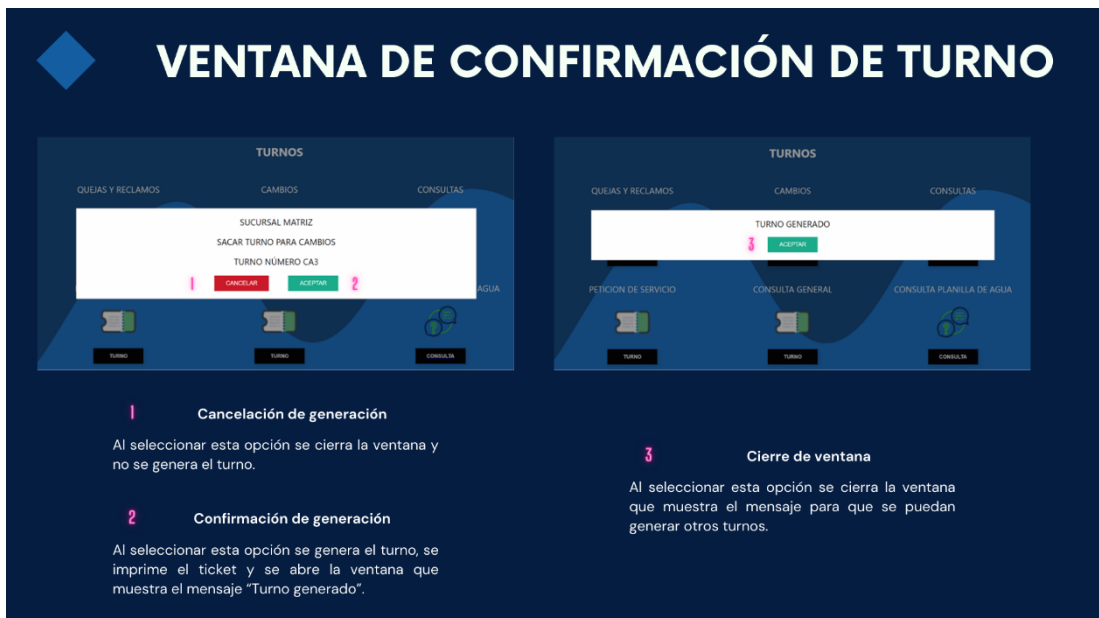 VENTANA DE CONFIRMACIÓN DE TURNO
TURNOS
QUEJAS Y RECLAMOS
CAMBIOS
CONSULTAS
SUCURSAL MATRIZ
SACAR TURNO PARA CAMBIOS
TURNO NÚMERO CA3
1
CANCELAR
ACEPTAR
2
AGUA
TURNO
TURNO
CONSULTA
TURNOS
QUEJAS Y RECLAMOS
CAMBIOS
CONSULTAS
TURNO GENERADO
3
ACEPTAR
PETICION DE SERVICIO
CONSULTA GENERAL
CONSULTA PLANILLA DE AGUA
TURNO
TURNO
CONSULTA
1
Cancelación de generación
Al seleccionar esta opción se cierra la ventana y
no se genera el turno.
2
Confirmación de generación
Al seleccionar esta opción se genera el turno, se
imprime el ticket y se abre la ventana que
muestra el mensaje “Turno generado”.
3
Cierre de ventana
Al seleccionar esta opción se cierra la ventana
que muestra el mensaje para que se puedan
generar otros turnos.